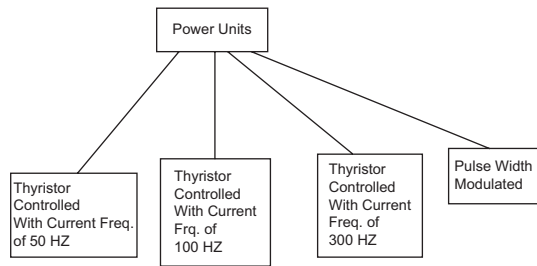 Power Units
Thyristor
Controlled
With Current Freq.
of 50 HZ
Thyristor
Controlled
With Current
Frq. of
100 HZ
Thyristor
Controlled
With Current
Freq. of
300 HZ
Pulse Width
Modulated